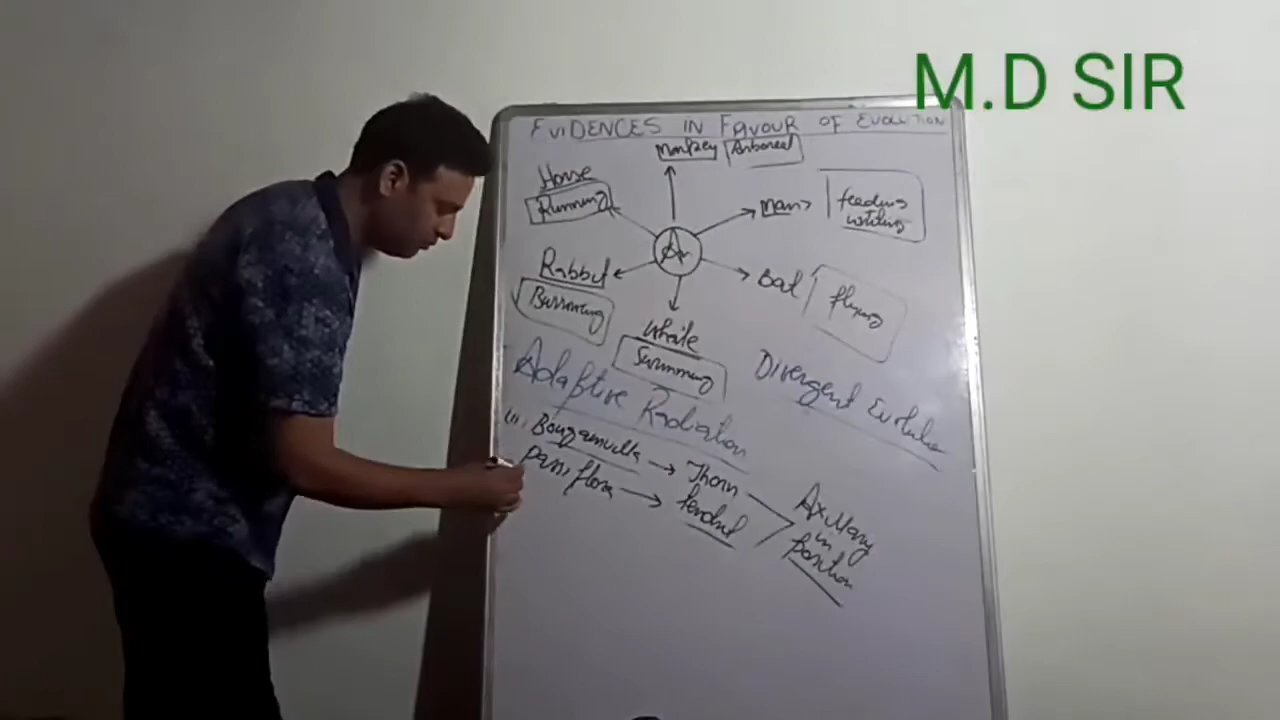 M.D SIR
EVIDENCES IN FAVOUR OF EVOLUTION
Monkey Arboreal
Horse
Running
Man
feeding
writing
Rabbit
Burrowing
Bat
flying
Whale
Swimming
Adaptive Radiation
Divergent Evolution
Bouganvilla → Thorn
Passiflora → tendril
Axillary
in
position